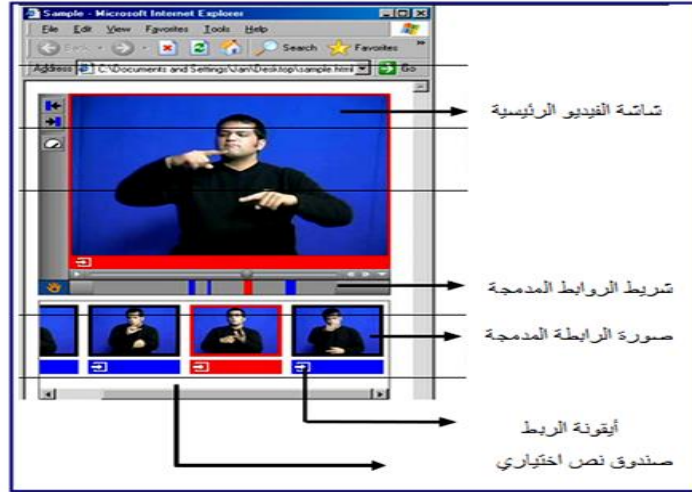 Sample - Microsoft Internet Explorer
File Edit View Favorites Tools Help
Back Search Favorites »
Address C:\Documents and Settings\Jan\Desktop\sample.html Go
شاشة الفيديو الرئيسية
شريط الروابط المدمجة
صورة الرابطة المدمجة
أيقونة الربط
صندوق نص اختياري